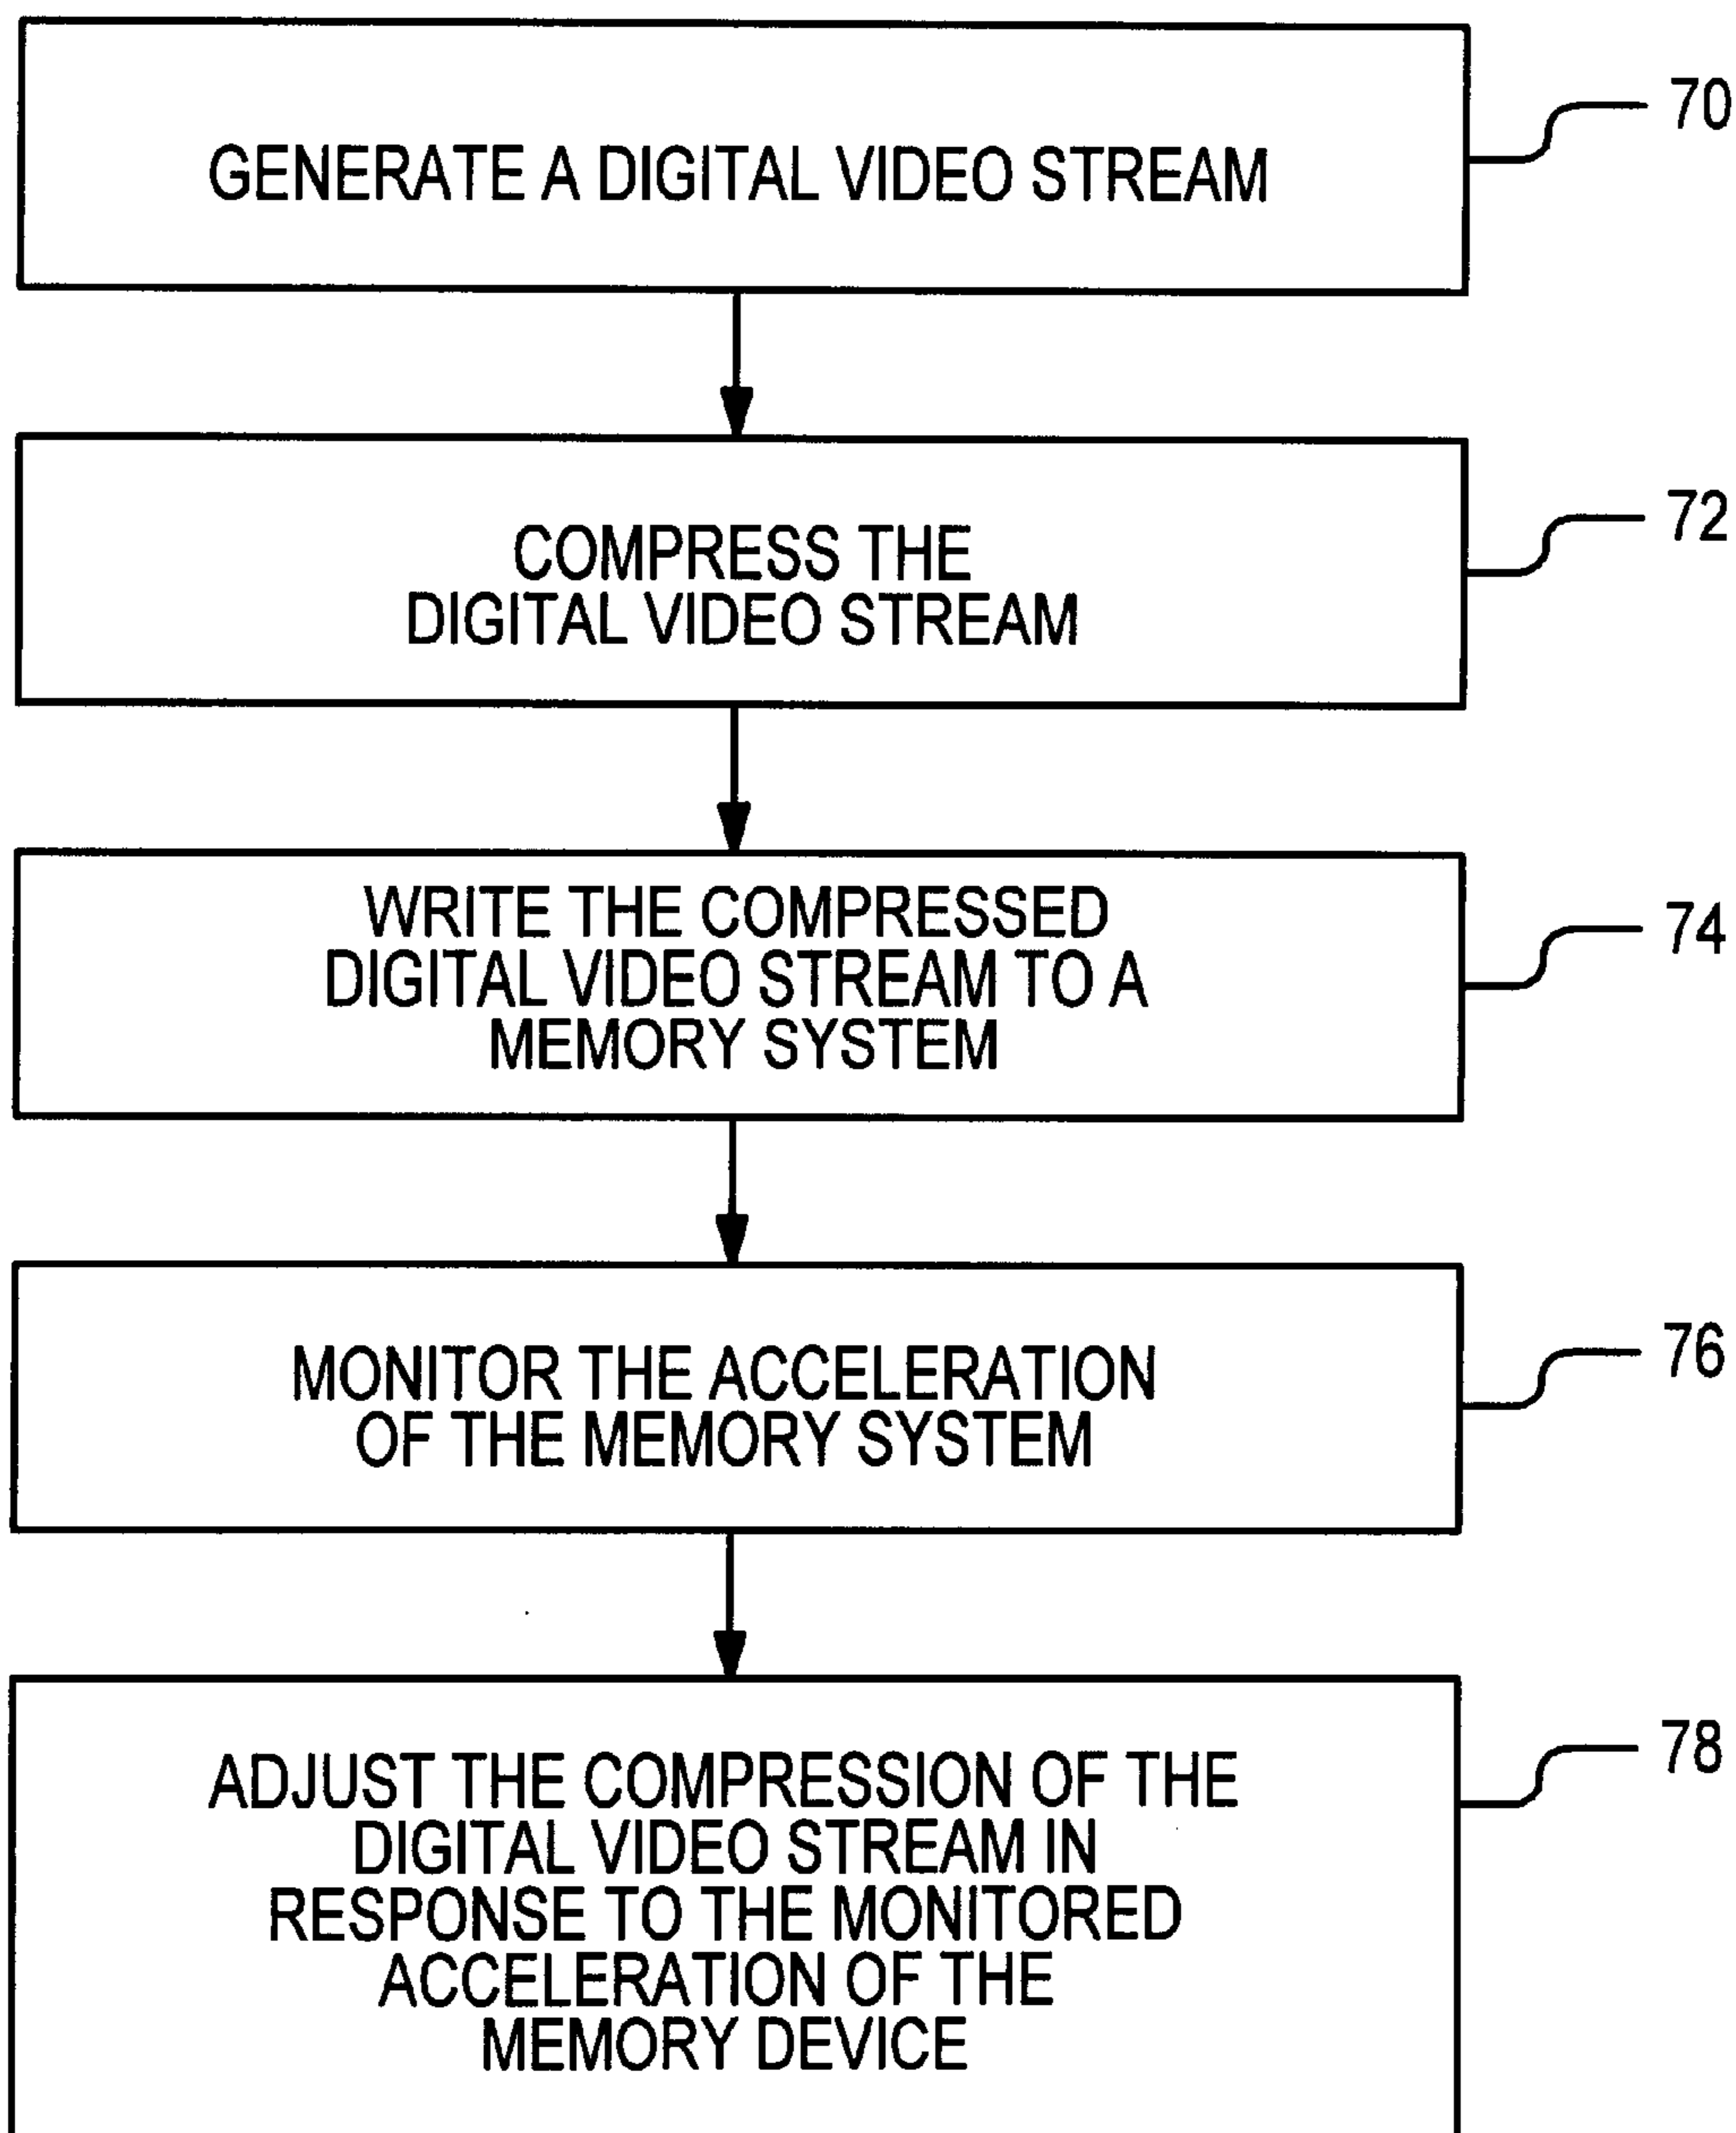 GENERATE A DIGITAL VIDEO STREAM
70
COMPRESS THE
DIGITAL VIDEO STREAM
72
WRITE THE COMPRESSED
DIGITAL VIDEO STREAM TO A
MEMORY SYSTEM
74
MONITOR THE ACCELERATION
OF THE MEMORY SYSTEM
76
ADJUST THE COMPRESSION OF THE
DIGITAL VIDEO STREAM IN
RESPONSE TO THE MONITORED
ACCELERATION OF THE
MEMORY DEVICE
78